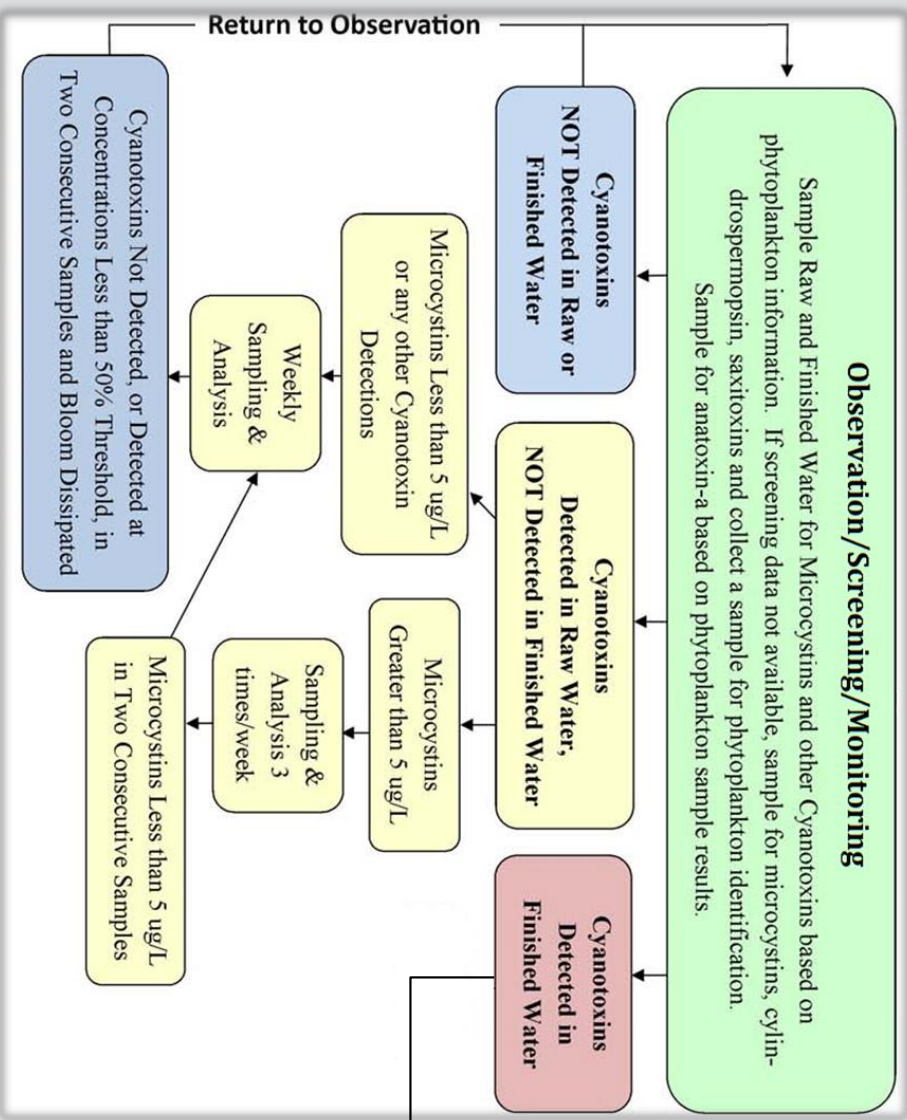 Return to Observation
Observation/Screening/Monitoring
Sample Raw and Finished Water for Microcystins and other Cyanotoxins based on
phytoplankton information.  If screening data not available, sample for microcystins, cylin-
drospermopsin, saxitoxins and collect a sample for phytoplankton identification.
Sample for anatoxin-a based on phytoplankton sample results.
Cyanotoxins
NOT Detected in Raw or
Finished Water
Cyanotoxins
Detected in Raw Water,
NOT Detected in Finished Water
Cyanotoxins
Detected in
Finished Water
Microcystins Less than 5 ug/L
or any other Cyanotoxin
Detections
Microcystins
Greater than 5 ug/L
Weekly
Sampling &
Analysis
Sampling &
Analysis 3
times/week
Cyanotoxins Not Detected, or Detected at
Concentrations Less than 50% Threshold, in
Two Consecutive Samples and Bloom Dissipated
Microcystins Less than 5 ug/L
in Two Consecutive Samples